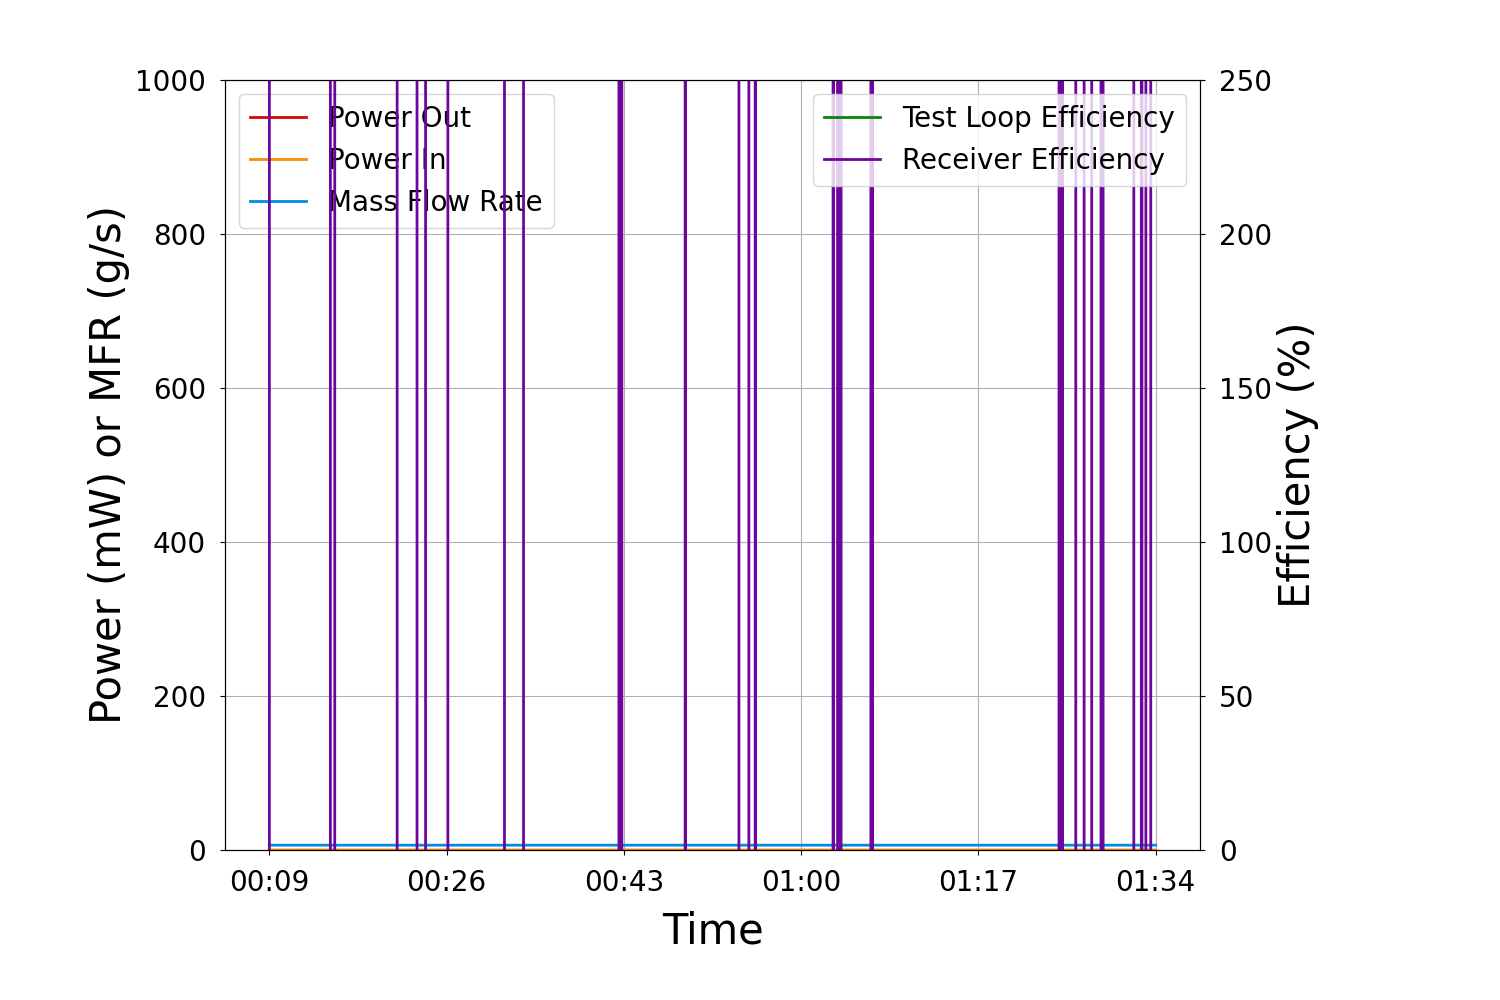 1000
800
600
400
200
0
Power (mW) or MFR (g/s)
Power Out
Power In
Mass Flow Rate
Test Loop Efficiency
Receiver Efficiency
250
200
150
100
50
0
Efficiency (%)
00:09 00:26 00:43 01:00 01:17 01:34
Time